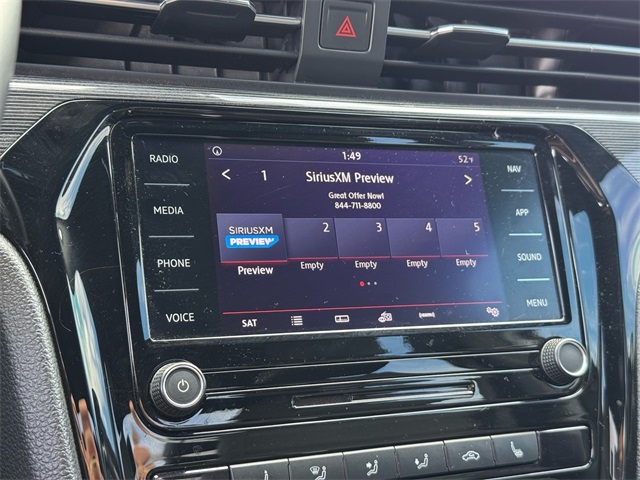 RADIO
MEDIA
PHONE
VOICE
1:49
52°F
< 1 SiriusXM Preview >
Great Offer Now!
844-711-8800
SIRIUSXM
PREVIEW
Preview
2
Empty
3
Empty
4
Empty
5
Empty
SAT
NAV
APP
SOUND
MENU